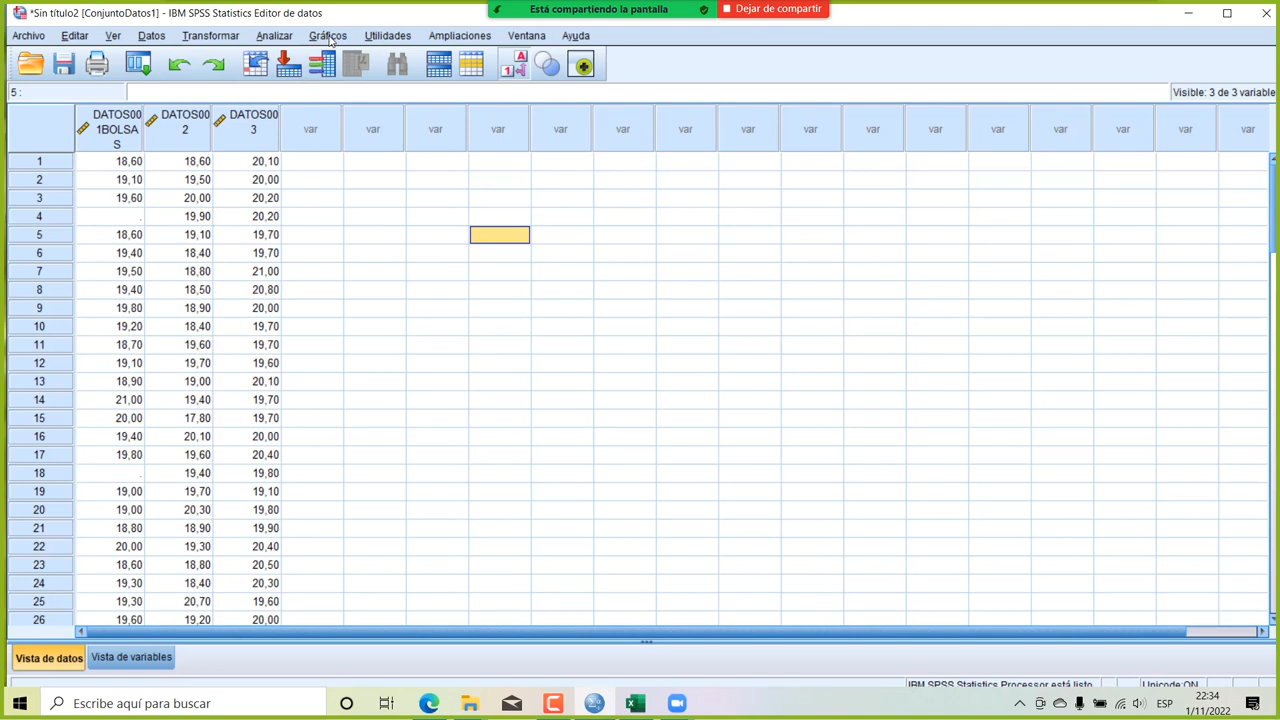 *Sin título2 [ConjuntoDatos1] - IBM SPSS Statistics Editor de datos
Está compartiendo la pantalla
Dejar de compartir
Archivo Editar Ver Datos Transformar Analizar Gráficos Utilidades Ampliaciones Ventana Ayuda
5 :
Visible: 3 de 3 variable
DATOS00 DATOS00 DATOS00
1BOLSA 2 3 var var var var var var var var var var var var var var var var
S
1 18,60 18,60 20,10
2 19,10 19,50 20,00
3 19,60 20,00 20,20
4 . 19,90 20,20
5 18,60 19,10 19,70
6 19,40 18,40 19,70
7 19,50 18,80 21,00
8 19,40 18,50 20,80
9 19,80 18,90 20,00
10 19,20 18,40 19,70
11 18,70 19,60 19,70
12 19,10 19,70 19,60
13 18,90 19,00 20,10
14 21,00 19,40 19,70
15 20,00 17,80 19,70
16 19,40 20,10 20,00
17 19,80 19,60 20,40
18 . 19,40 19,80
19 19,00 19,70 19,10
20 19,00 20,30 19,80
21 18,80 18,90 19,90
22 20,00 19,30 20,40
23 18,60 18,80 20,50
24 19,30 18,40 20,30
25 19,30 20,70 19,60
26 19,60 19,20 20,00
Vista de datos Vista de variables
IBM SPSS Statistics Processor está listo Unicode:ON
Escribe aquí para buscar
ESP
22:34
1/11/2022